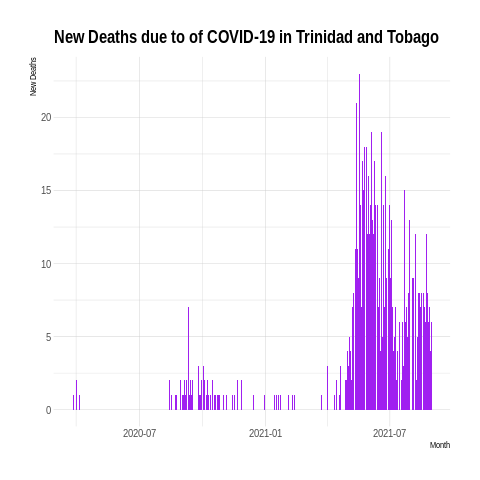 New Deaths due to of COVID-19 in Trinidad and Tobago
New Deaths
20
15
10
5
0
2020-07 2021-01 2021-07
Month